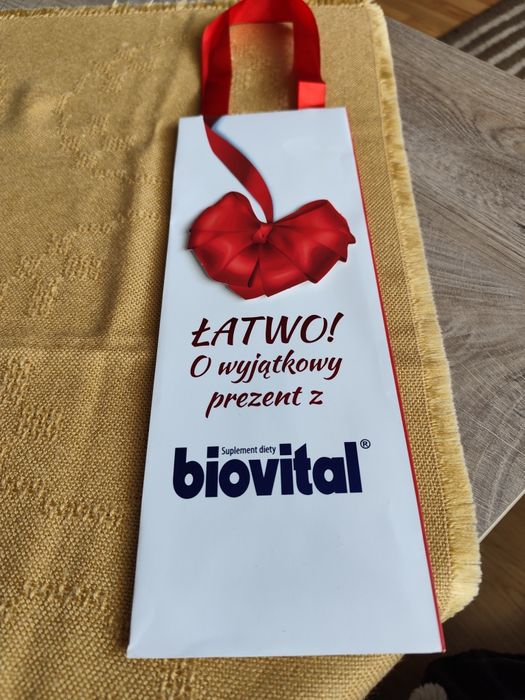 ŁATWO!
O wyjątkowy
prezent z
Suplement diety
biovital®